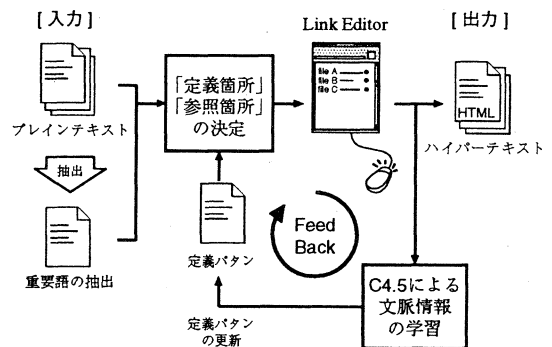 [入力]
Link Editor
[出力]
「定義箇所」
「参照箇所」
の決定
file A
file B
file C
HTML
プレインテキスト
ハイパーテキスト
抽出
Feed
Back
重要語の抽出
定義パタン
C4.5による
文脈情報
の学習
定義パタン
の更新